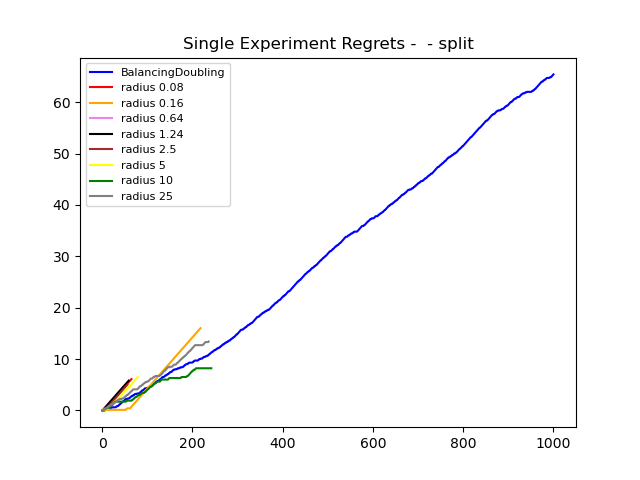 Single Experiment Regrets -  - split
BalancingDoubling
radius 0.08
radius 0.16
radius 0.64
radius 1.24
radius 2.5
radius 5
radius 10
radius 25
60
50
40
30
20
10
0
0 200 400 600 800 1000